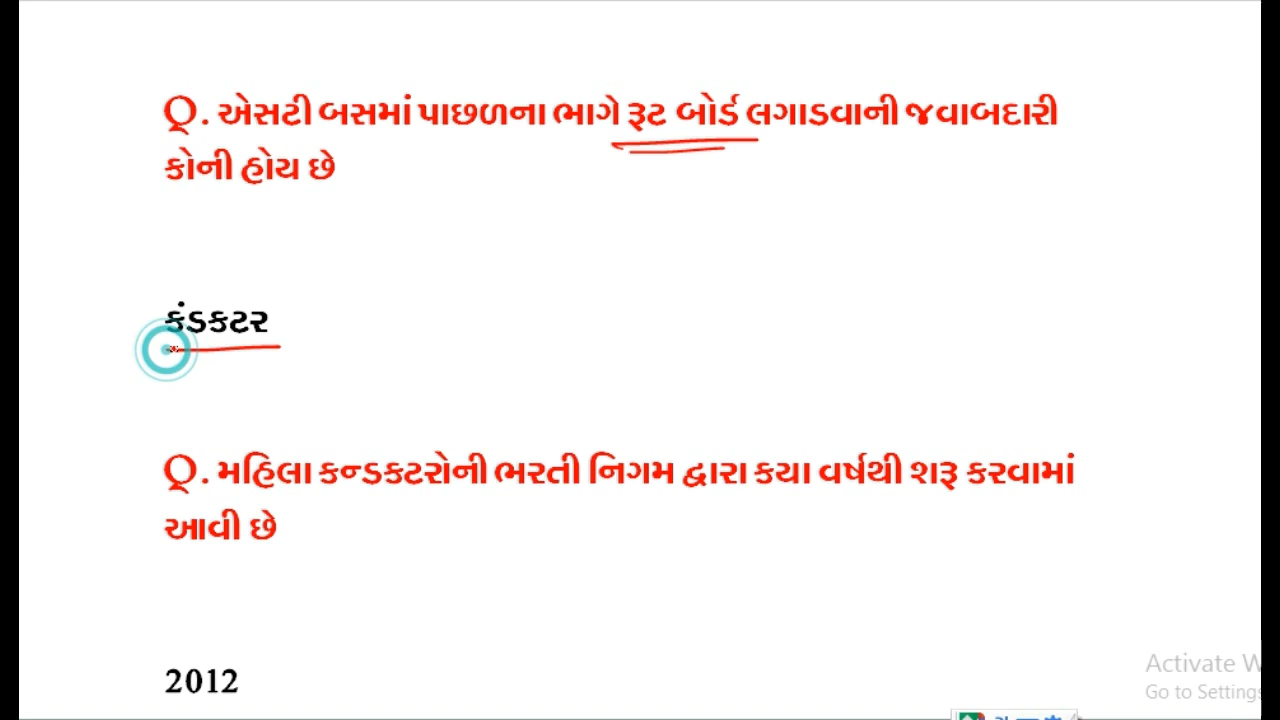 Q. એસટી બસમાં પાછળના ભાગે રૂટ બોર્ડ લગાડવાની જવાબદારી
કોની હોય છે
કંડકટર
Q. મહિલા કન્ડકટરોની ભરતી નિગમ દ્વારા કયા વર્ષથી શરૂ કરવામાં
આવી છે
2012
Activate W
Go to Settings